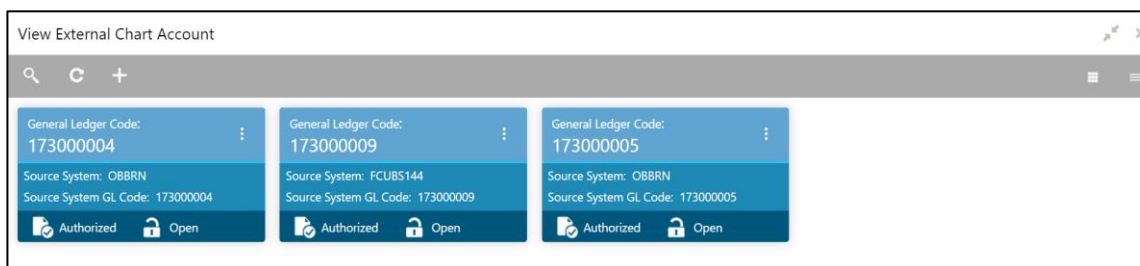 View External Chart Account
General Ledger Code:
173000004
Source System: OBBRN
Source System GL Code: 173000004
Authorized Open
General Ledger Code:
173000009
Source System: FCUBS144
Source System GL Code: 173000009
Authorized Open
General Ledger Code:
173000005
Source System: OBBRN
Source System GL Code: 173000005
Authorized Open